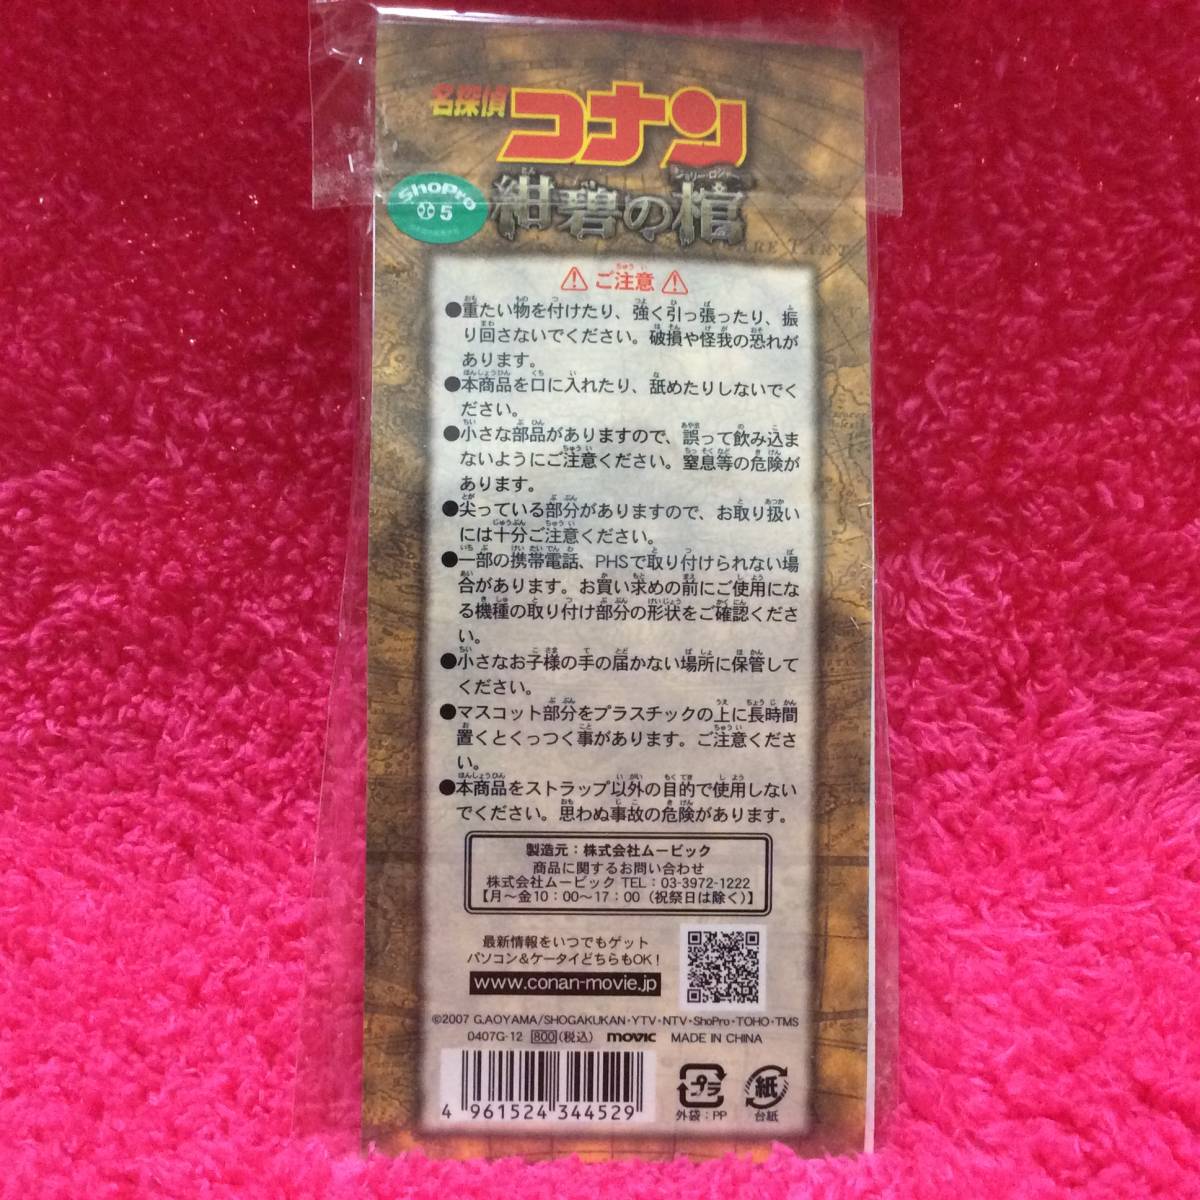 名探偵
コナン
紺碧の棺
ジョリー・ロジャー
ShoPro
5
ご注意
●重たい物を付けたり、強く引っ張ったり、振
り回さないでください。破損や怪我の恐れが
あります。
●本商品を口に入れたり、舐めたりしないでく
ださい。
●小さな部品がありますので、誤って飲み込ま
ないようにご注意ください。窒息等の危険が
あります。
●尖っている部分がありますので、お取り扱い
には十分ご注意ください。
●一部の携帯電話、PHSで取り付けられない場
合があります。お買い求めの前にご使用にな
る機種の取り付け部分の形状をご確認くださ
い。
●小さなお子様の手の届かない場所に保管して
ください。
●マスコット部分をプラスチックの上に長時間
置くとくっつく事があります。ご注意くださ
い。
●本商品をストラップ以外の目的で使用しない
でください。思わぬ事故の危険があります。
製造元：株式会社ムービック
商品に関するお問い合わせ
株式会社ムービック TEL：03-3972-1222
【月〜金10：00〜17：00（祝祭日は除く）】
最新情報をいつでもゲット
パソコン＆ケータイどちらもOK！
www.conan-movie.jp
©2007 G.AOYAMA/SHOGAKUKAN・YTV・NTV・ShoPro・TOHO・TMS
0407G-12 800(税込) movic MADE IN CHINA
4 961524 344529
プラ
外袋：PP
紙
台紙